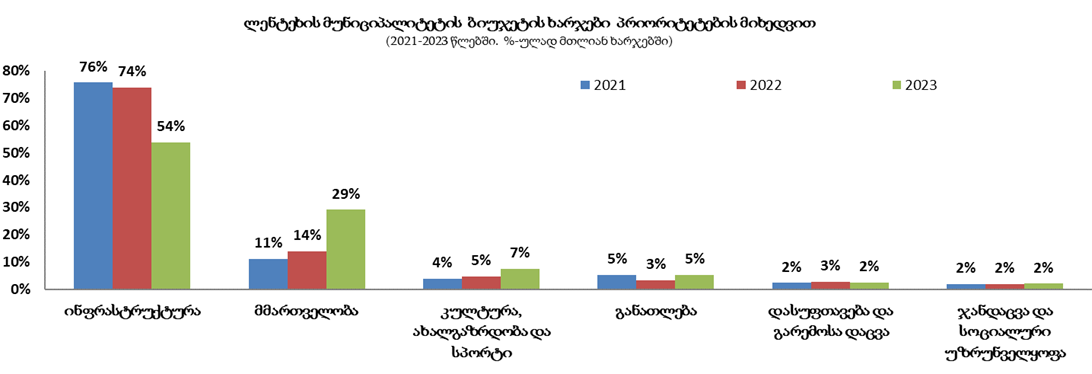 ლენტეხის მუნიციპალიტეტის ბიუჯეტის ხარჯები პრიორიტეტების მიხედვით
(2021-2023 წლებში. %-ულად მთლიან ხარჯებში)
2021 2022 2023
80%
70%
60%
50%
40%
30%
20%
10%
0%
76% 74% 54%
11% 14% 29%
4% 5% 7%
5% 3% 5%
2% 3% 2%
2% 2% 2%
ინფრასტრუქტურა
მმართველობა
კულტურა,
ახალგაზრდობა და
სპორტი
განათლება
დასუფთავება და
გარემოსა დაცვა
ჯანდაცვა და
სოციალური
უზრუნველყოფა